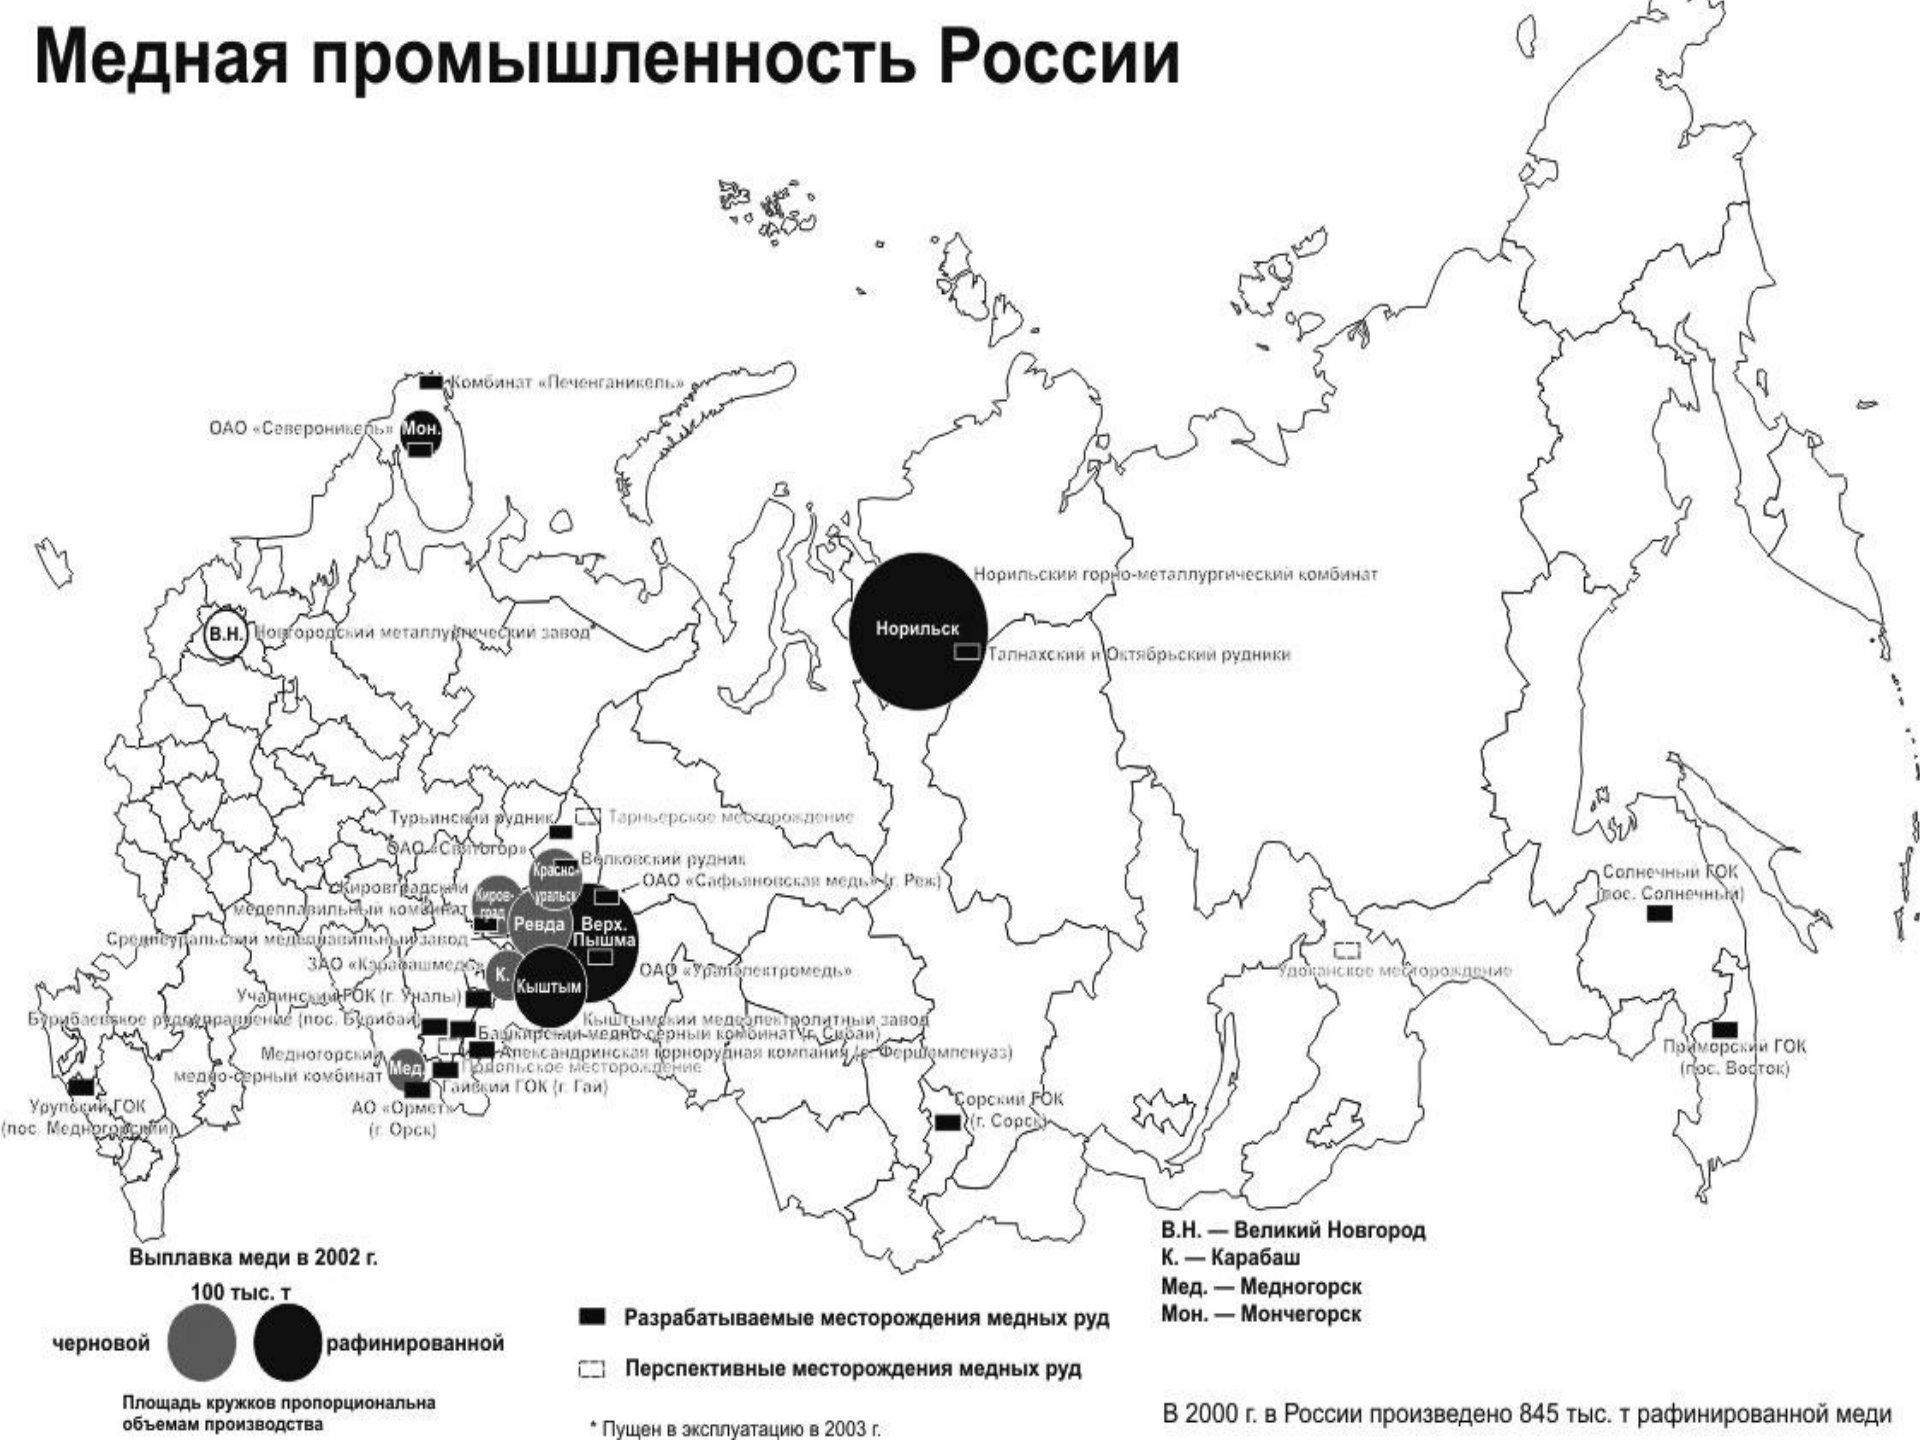 Медная промышленность России
Комбинат «Печенганикель»
ОАО «Североникель»
Мон.
Норильский горно-металлургический комбинат
Норильск
Талнахский и Октябрьский рудники
В.Н.
Новгородский металлургический завод*
Турьинский рудник
Тарньерское месторождение
ОАО «Святогор»
Волковский рудник
Красно-
уральск
ОАО «Сафьяновская медь» (г. Реж)
Кировградский
медеплавильный комбинат
Киров-
град
Ревда
Верх.
Пышма
Среднеуральский медеплавильный завод
ЗАО «Карабашмедь»
К.
Кыштым
ОАО «Уралэлектромедь»
Учалинский ГОК (г. Учалы)
Бурибаевское рудоуправление (пос. Бурибай)
Кыштымский медеэлектролитный завод
Башкирский медно-серный комбинат (г. Сибай)
Александринская горнорудная компания (с. Фершампенуаз)
Медногорский
медно-серный комбинат
Мед.
Подольское месторождение
Гайский ГОК (г. Гай)
АО «Ормет»
(г. Орск)
Урупский ГОК
(пос. Медногорский)
Сорский ГОК
(г. Сорск)
Удоканское месторождение
Солнечный ГОК
(пос. Солнечный)
Приморский ГОК
(пос. Восток)
Выплавка меди в 2002 г.
100 тыс. т
черновой
рафинированной
Площадь кружков пропорциональна
объемам производства
Разрабатываемые месторождения медных руд
Перспективные месторождения медных руд
* Пущен в эксплуатацию в 2003 г.
В.Н. — Великий Новгород
К. — Карабаш
Мед. — Медногорск
Мон. — Мончегорск
В 2000 г. в России произведено 845 тыс. т рафинированной меди